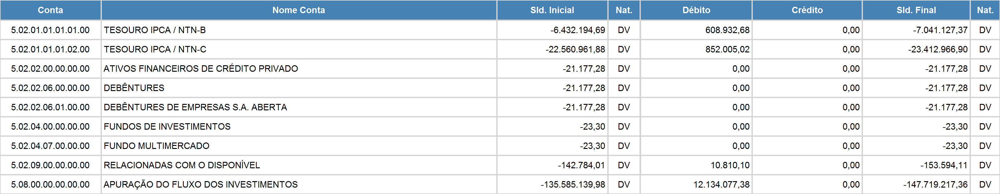 Conta Nome Conta Sld. Inicial Nat. Débito Crédito Sld. Final Nat.
5.02.01.01.01.01.00 TESOURO IPCA / NTN-B -6.432.194,69 DV 608.932,68 0,00 -7.041.127,37 DV
5.02.01.01.01.02.00 TESOURO IPCA / NTN-C -22.560.961,88 DV 852.005,02 0,00 -23.412.966,90 DV
5.02.02.00.00.00.00 ATIVOS FINANCEIROS DE CRÉDITO PRIVADO -21.177,28 DV 0,00 0,00 -21.177,28 DV
5.02.02.06.00.00.00 DEBÊNTURES -21.177,28 DV 0,00 0,00 -21.177,28 DV
5.02.02.06.01.00.00 DEBÊNTURES DE EMPRESAS S.A. ABERTA -21.177,28 DV 0,00 0,00 -21.177,28 DV
5.02.04.00.00.00.00 FUNDOS DE INVESTIMENTOS -23,30 DV 0,00 0,00 -23,30 DV
5.02.04.07.00.00.00 FUNDO MULTIMERCADO -23,30 DV 0,00 0,00 -23,30 DV
5.02.09.00.00.00.00 RELACIONADAS COM O DISPONÍVEL -142.784,01 DV 10.810,10 0,00 -153.594,11 DV
5.08.00.00.00.00.00 APURAÇÃO DO FLUXO DOS INVESTIMENTOS -135.585.139,98 DV 12.134.077,38 0,00 -147.719.217,36 DV